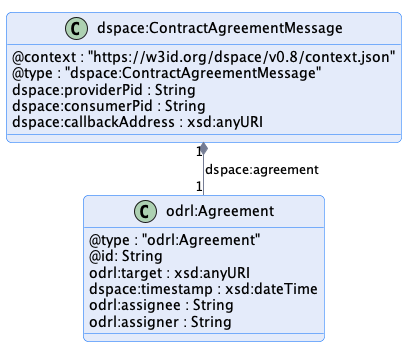 C dspace:ContractAgreementMessage
@context : "https://w3id.org/dspace/v0.8/context.json"
@type : "dspace:ContractAgreementMessage"
dspace:providerPid : String
dspace:consumerPid : String
dspace:callbackAddress : xsd:anyURI
1
dspace:agreement
1
C odrl:Agreement
@type : "odrl:Agreement"
@id: String
odrl:target : xsd:anyURI
dspace:timestamp : xsd:dateTime
odrl:assignee : String
odrl:assigner : String